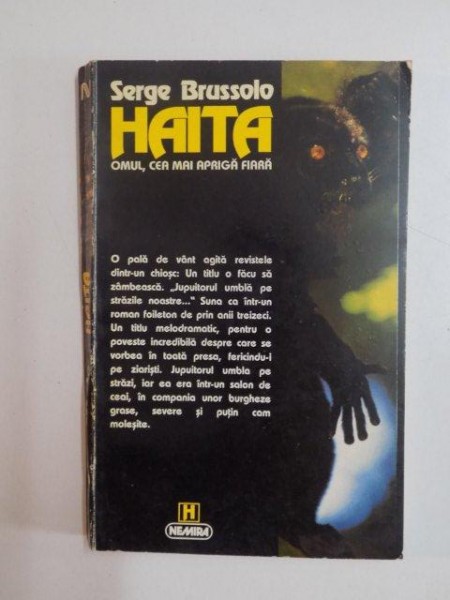 Serge Brussolo
HAITA
OMUL, CEA MAI APRIGĂ FIARĂ
O pală de vânt agită revistele
dintr-un chioşc: Un titlu o făcu să
zâmbească. „Jupuitorul umblă pe
străzile noastre..." Suna ca într-un
roman foileton de prin anii treizeci.
Un titlu melodramatic, pentru o
poveste incredibilă despre care se
vorbea în toată presa, fericindu-i
pe ziarişti. Jupuitorul umbla pe
străzi, iar ea era într-un salon de
ceai, în compania unor burgheze
grase, severe şi puţin cam
moleşite.
H
NEMIRA